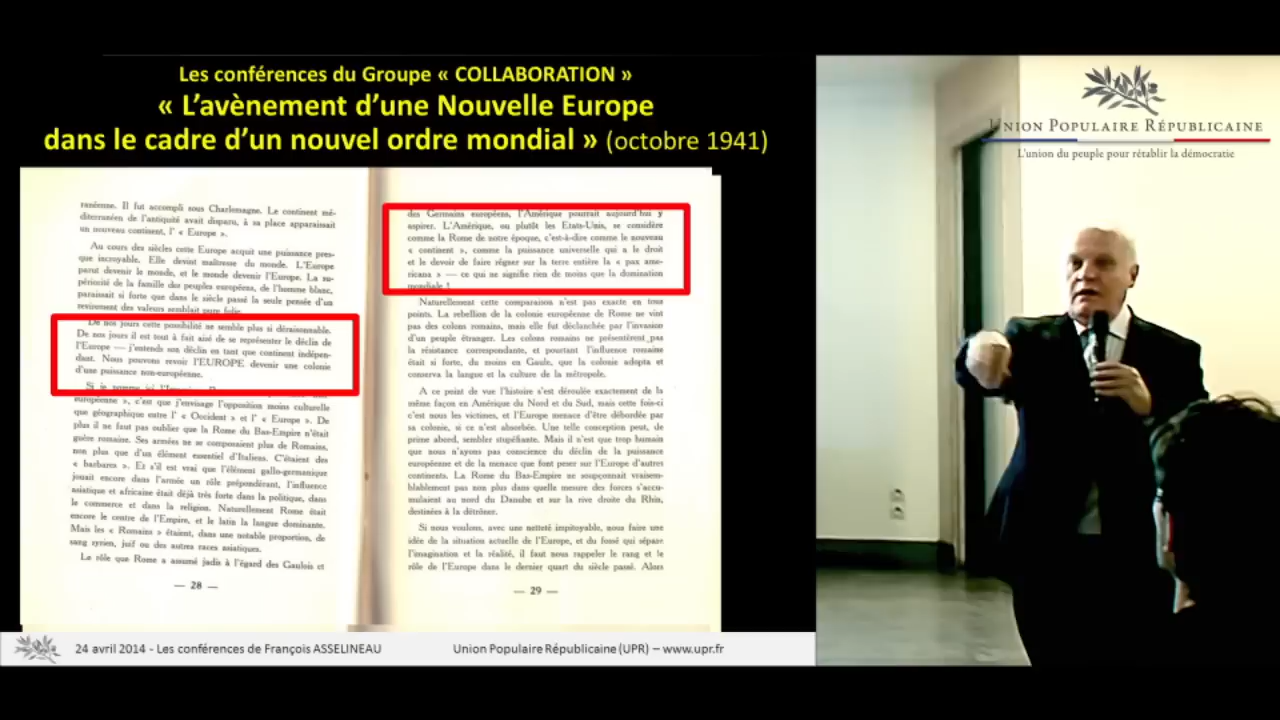 Les conférences du Groupe « COLLABORATION »
« L'avènement d'une Nouvelle Europe
dans le cadre d'un nouvel ordre mondial » (octobre 1941)
ranéenne. Il fut accompli sous Charlemagne. Le continent mé-
diterranéen de l'antiquité avait disparu, à sa place apparaissait
un nouveau continent, l' « Europe ».
Au cours des siècles cette Europe acquit une puissance pres-
que incroyable. Elle devint maîtresse du monde. L'Europe
parut devenir le monde, et le monde devenir l'Europe. La su-
périorité de la famille des peuples européens, de l'homme blanc,
paraissait si forte que dans le siècle passé la seule pensée d'un
revirement des valeurs semblait pure folie.
De nos jours cette possibilité ne semble plus si déraisonnable.
De nos jours il est tout à fait aisé de se représenter le déclin de
l'Europe — j'entends son déclin en tant que continent indépen-
dant. Nous pouvons revoir l'EUROPE devenir une colonie
d'une puissance non-européenne.
Si je nomme ici
européenne », c'est que j'envisage l'opposition moins culturelle
que géographique entre l' « Occident » et l' « Europe ». De
plus il ne faut pas oublier que la Rome du Bas-Empire n'était
guère romaine. Ses armées ne se composaient plus de Romains,
non plus que d'un élément essentiel d'Italiens. C'étaient des
« barbares ». Et s'il est vrai que l'élément gallo-germanique
jouait encore dans l'armée un rôle prépondérant, l'influence
asiatique et africaine était déjà très forte dans la politique, dans
le commerce et dans la religion. Naturellement Rome était
encore le centre de l'Empire, et le latin la langue dominante.
Mais les « Romains » étaient, dans une notable proportion, de
sang syrien, juif ou des autres races asiatiques.
Le rôle que Rome a assumé jadis à l'égard des Gaulois et
— 28 —
des Germains européens, l'Amérique pourrait aujourd'hui y
aspirer. L'Amérique, ou plutôt les Etats-Unis, se considère
comme la Rome de notre époque, c'est-à-dire comme le nouveau
« continent », comme la puissance universelle qui a le droit
et le devoir de faire régner sur la terre entière la « pax ame-
ricana » — ce qui ne signifie rien de moins que la domination
mondiale !
Naturellement cette comparaison n'est pas exacte en tous
points. La rebellion de la colonie européenne de Rome ne vint
pas des colons romains, mais elle fut déclanchée par l'invasion
d'un peuple étranger. Les colons romains ne présentèrent pas
la résistance correspondante, et pourtant l'influence romaine
était si forte, du moins en Gaule, que la colonie adopta et
conserva la langue et la culture de la métropole.
A ce point de vue l'histoire s'est déroulée exactement de la
même façon en Amérique du Nord et du Sud, mais cette fois-ci
c'est nous les victimes, et l'Europe menace d'être débordée par
sa colonie, si ce n'est absorbée. Une telle conception peut, de
prime abord, sembler stupéfiante. Mais il n'est que trop humain
que nous n'ayons pas conscience du déclin de la puissance
européenne et de la menace que font peser sur l'Europe d'autres
continents. La Rome du Bas-Empire ne soupçonnait vraisem-
blablement pas non plus dans quelle mesure des forces s'accu-
mulaient au nord du Danube et sur la rive droite du Rhin,
destinées à la détrôner.
Si nous voulons, avec une netteté impitoyable, nous faire une
idée de la situation actuelle de l'Europe, et du fossé qui sépare
l'imagination et la réalité, il faut nous rappeler le rang et le
rôle de l'Europe dans le dernier quart du siècle passé. Alors
— 29 —
24 avril 2014 - Les conférences de François ASSELINEAU
Union Populaire Républicaine (UPR) – www.upr.fr
UNION POPULAIRE RÉPUBLICAINE
L'union du peuple pour rétablir la démocratie